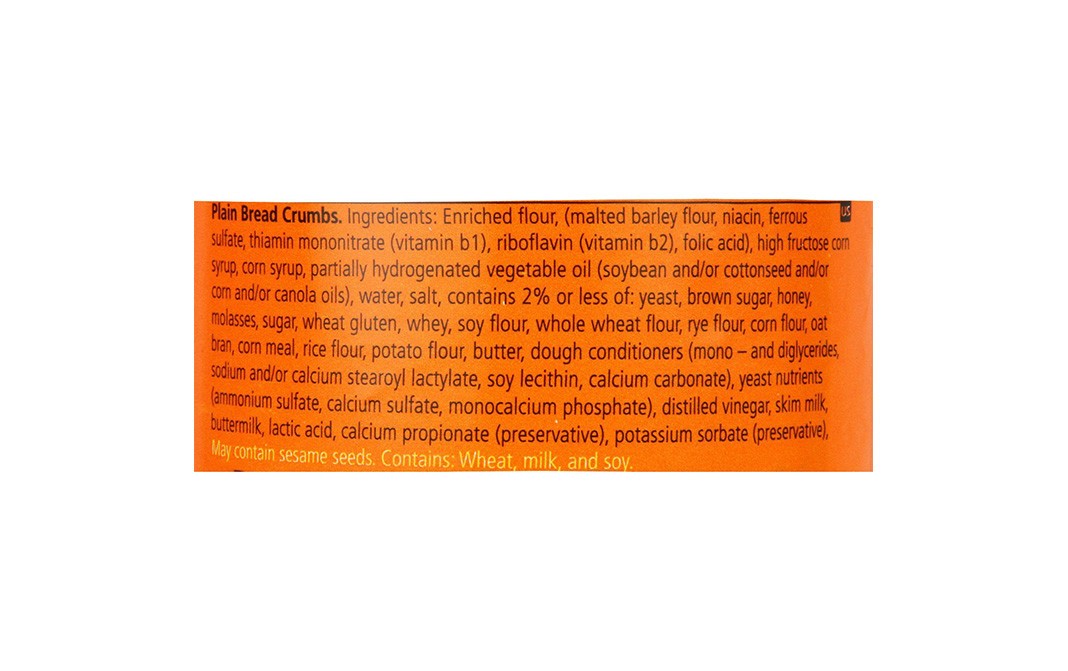 Plain Bread Crumbs. Ingredients: Enriched flour, (malted barley flour, niacin, ferrous
US
sulfate, thiamin mononitrate (vitamin b1), riboflavin (vitamin b2), folic acid), high fructose corn
syrup, corn syrup, partially hydrogenated vegetable oil (soybean and/or cottonseed and/or
corn and/or canola oils), water, salt, contains 2% or less of: yeast, brown sugar, honey,
molasses, sugar, wheat gluten, whey, soy flour, whole wheat flour, rye flour, corn flour, oat
bran, corn meal, rice flour, potato flour, butter, dough conditioners (mono – and diglycerides,
sodium and/or calcium stearoyl lactylate, soy lecithin, calcium carbonate), yeast nutrients
(ammonium sulfate, calcium sulfate, monocalcium phosphate), distilled vinegar, skim milk,
buttermilk, lactic acid, calcium propionate (preservative), potassium sorbate (preservative),
May contain sesame seeds. Contains: Wheat, milk, and soy.